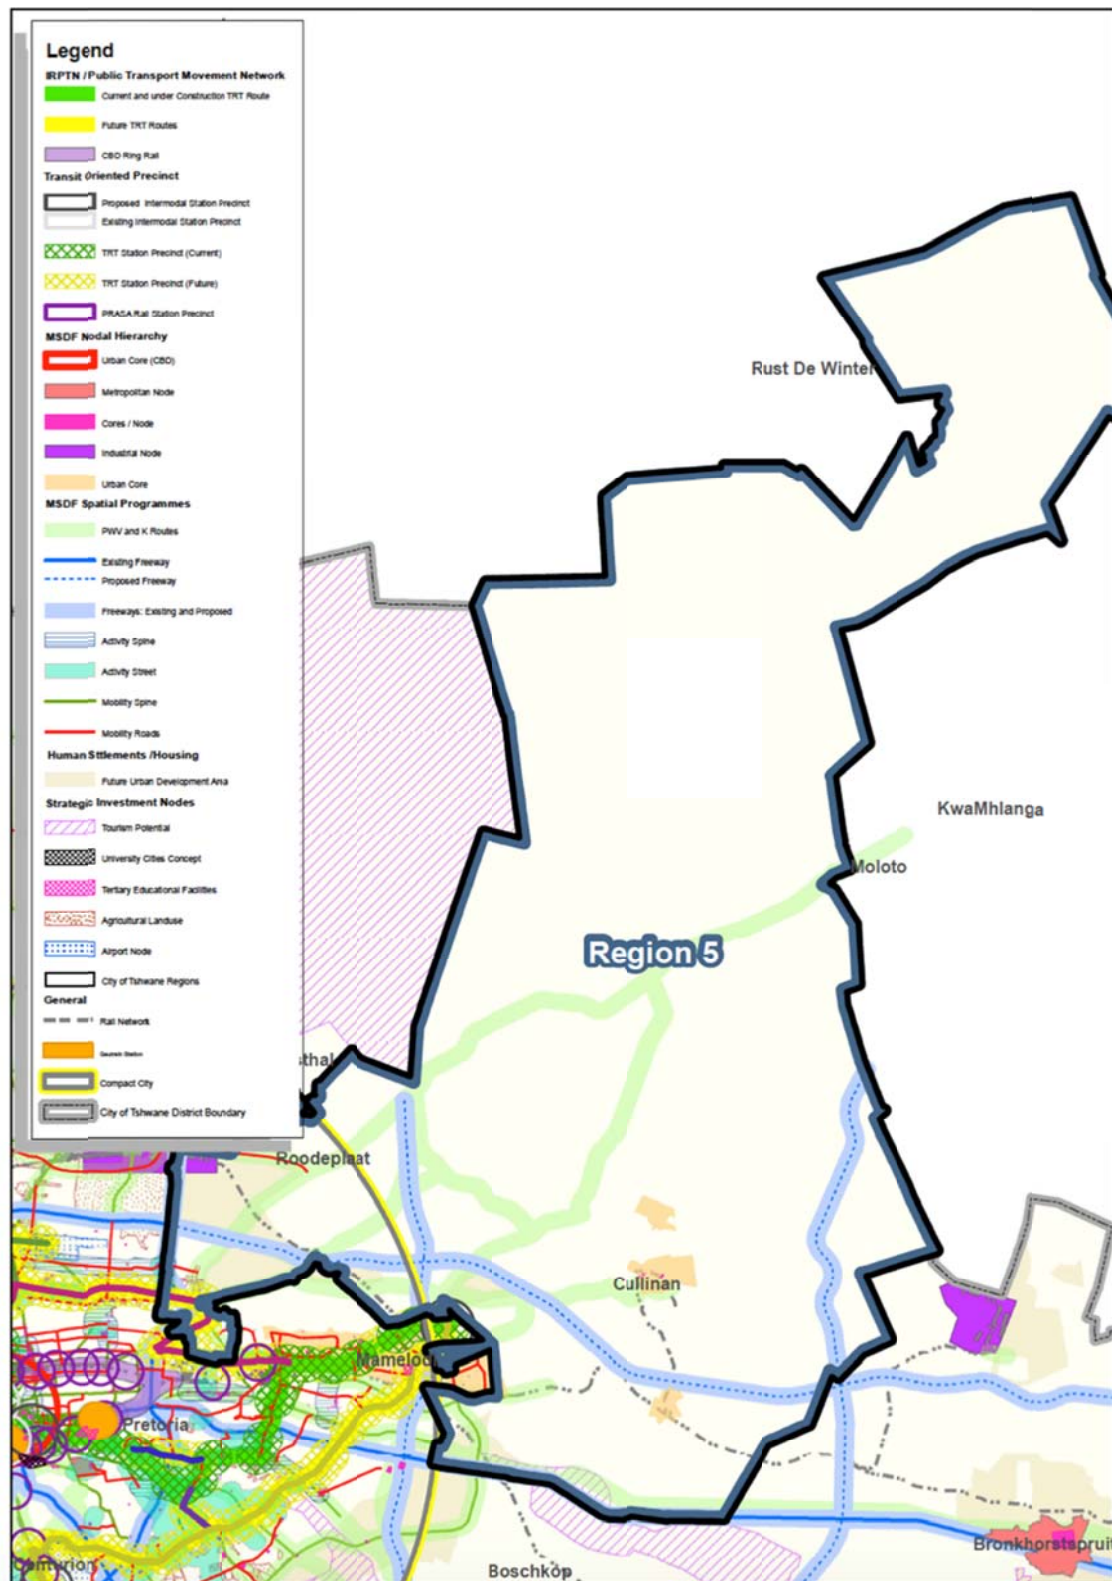 Legend
IRPTN /Public Transport Movement Network
Current and under Construction TRT Route
Future TRT Routes
CBD Ring Rail
Transit Oriented Precinct
Proposed Intermodal Station Precinct
Existing Intermodal Station Precinct
TRT Station Precinct (Current)
TRT Station Precinct (Future)
PRASA Rail Station Precinct
MSDF Nodal Hierarchy
Urban Core (CBD)
Metropolitan Node
Cores / Node
Industrial Node
Urban Core
MSDF Spatial Programmes
PWV and K Routes
Existing Freeway
Proposed Freeway
Freeways: Existing and Proposed
Activity Spine
Activity Street
Mobility Spine
Mobility Roads
Human Sttlements /Housing
Future Urban Development Area
Strategic Investment Nodes
Tourism Potential
University Cities Concept
Tertiary Educational Facilities
Agricultural Landuse
Airport Node
City of Tshwane Regions
General
Rail Network
Station
Compact City
City of Tshwane District Boundary
Rust De Winter
KwaMhlanga
Moloto
Region 5
sthal
Roodeplaat
Cullinan
Mamelodi
Pretoria
Bronkhorstspruit
Centurion
Boschkop